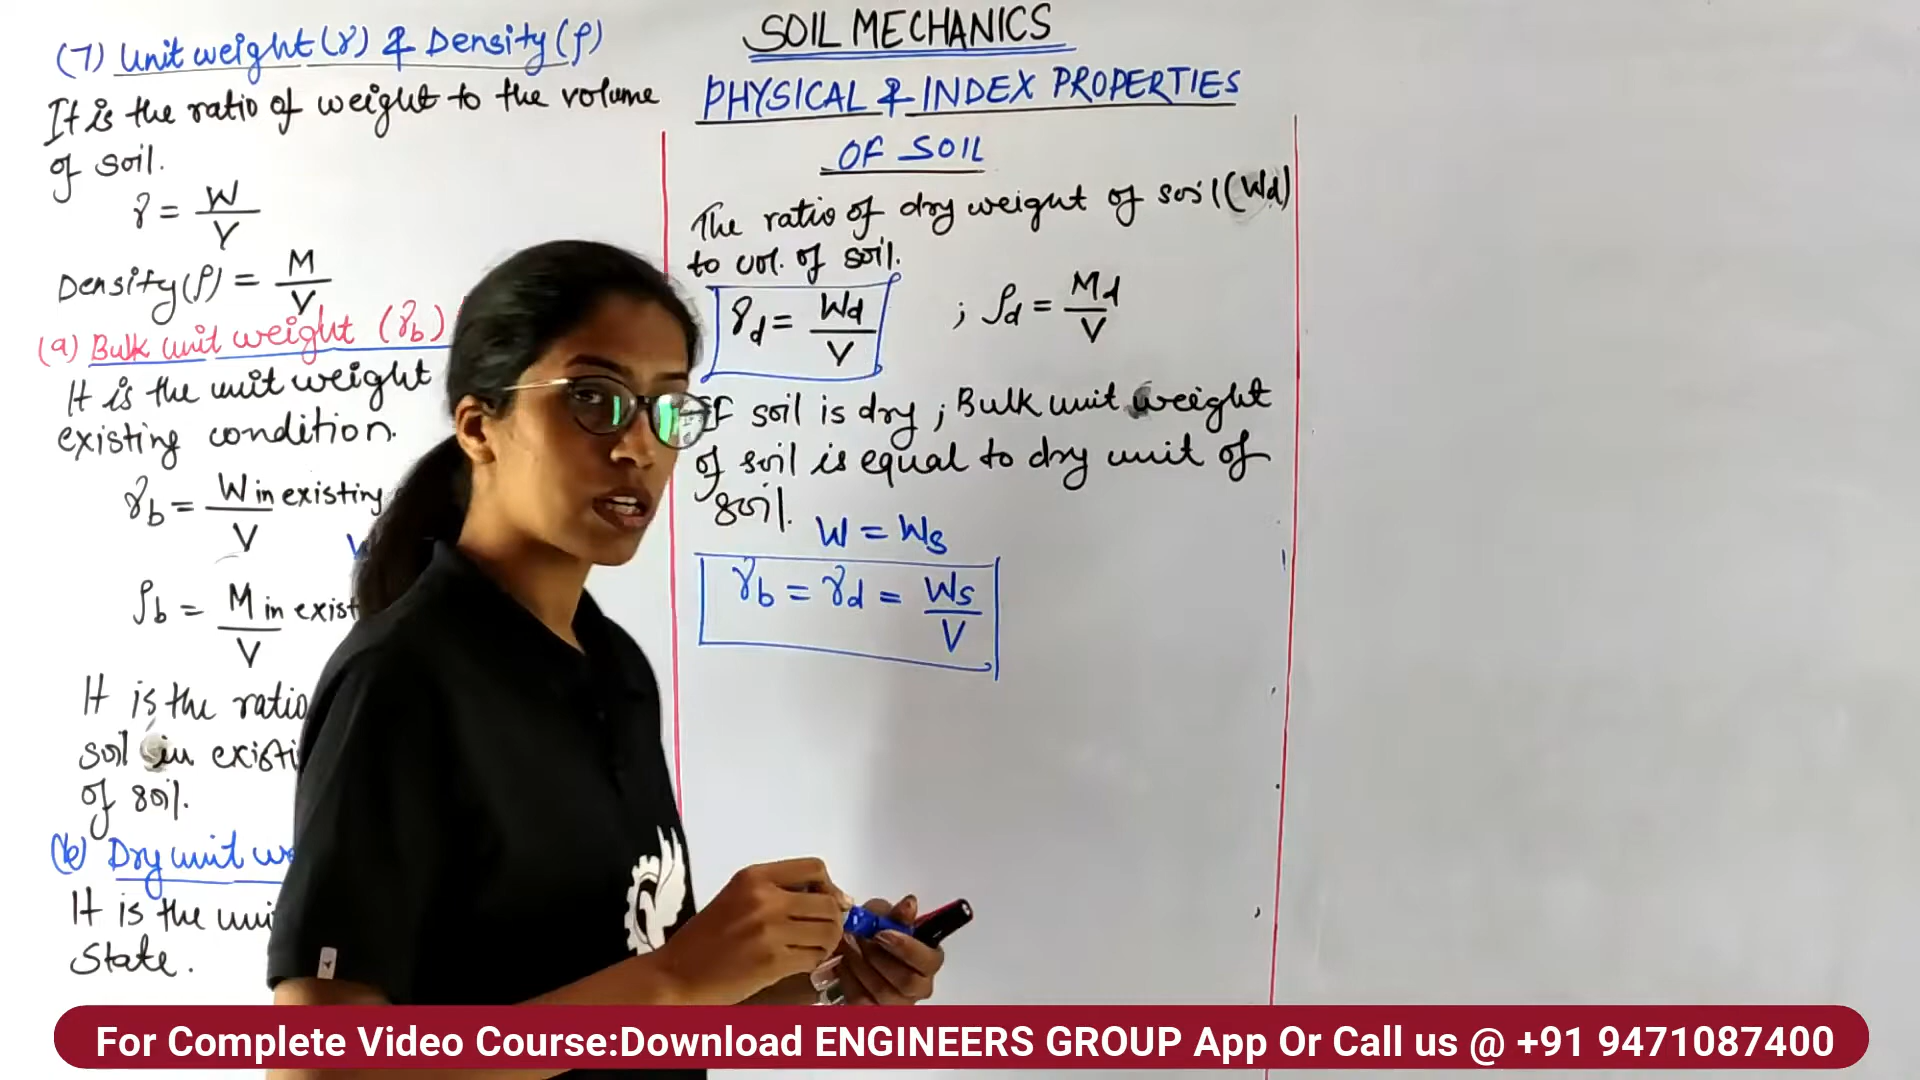 (7) Unit weight (γ) & Density (ρ)
It is the ratio of weight to the volume
of soil.
γ = W/V
Density (ρ) = M/V
(a) Bulk unit weight (γb)
It is the unit weight
existing condition.
γb = W in existing / V
ρb = M in exist / V
It is the ratio
soil in existi
of soil.
(b) Dry unit w
It is the uni
State.
SOIL MECHANICS
PHYSICAL & INDEX PROPERTIES
OF SOIL
The ratio of dry weight of soil (Wd)
to vol. of soil.
γd = Wd/V ; ρd = Md/V
If soil is dry ; Bulk unit weight
of soil is equal to dry unit of
soil.
W = Ws
γb = γd = Ws/V
For Complete Video Course:Download ENGINEERS GROUP App Or Call us @ +91 9471087400